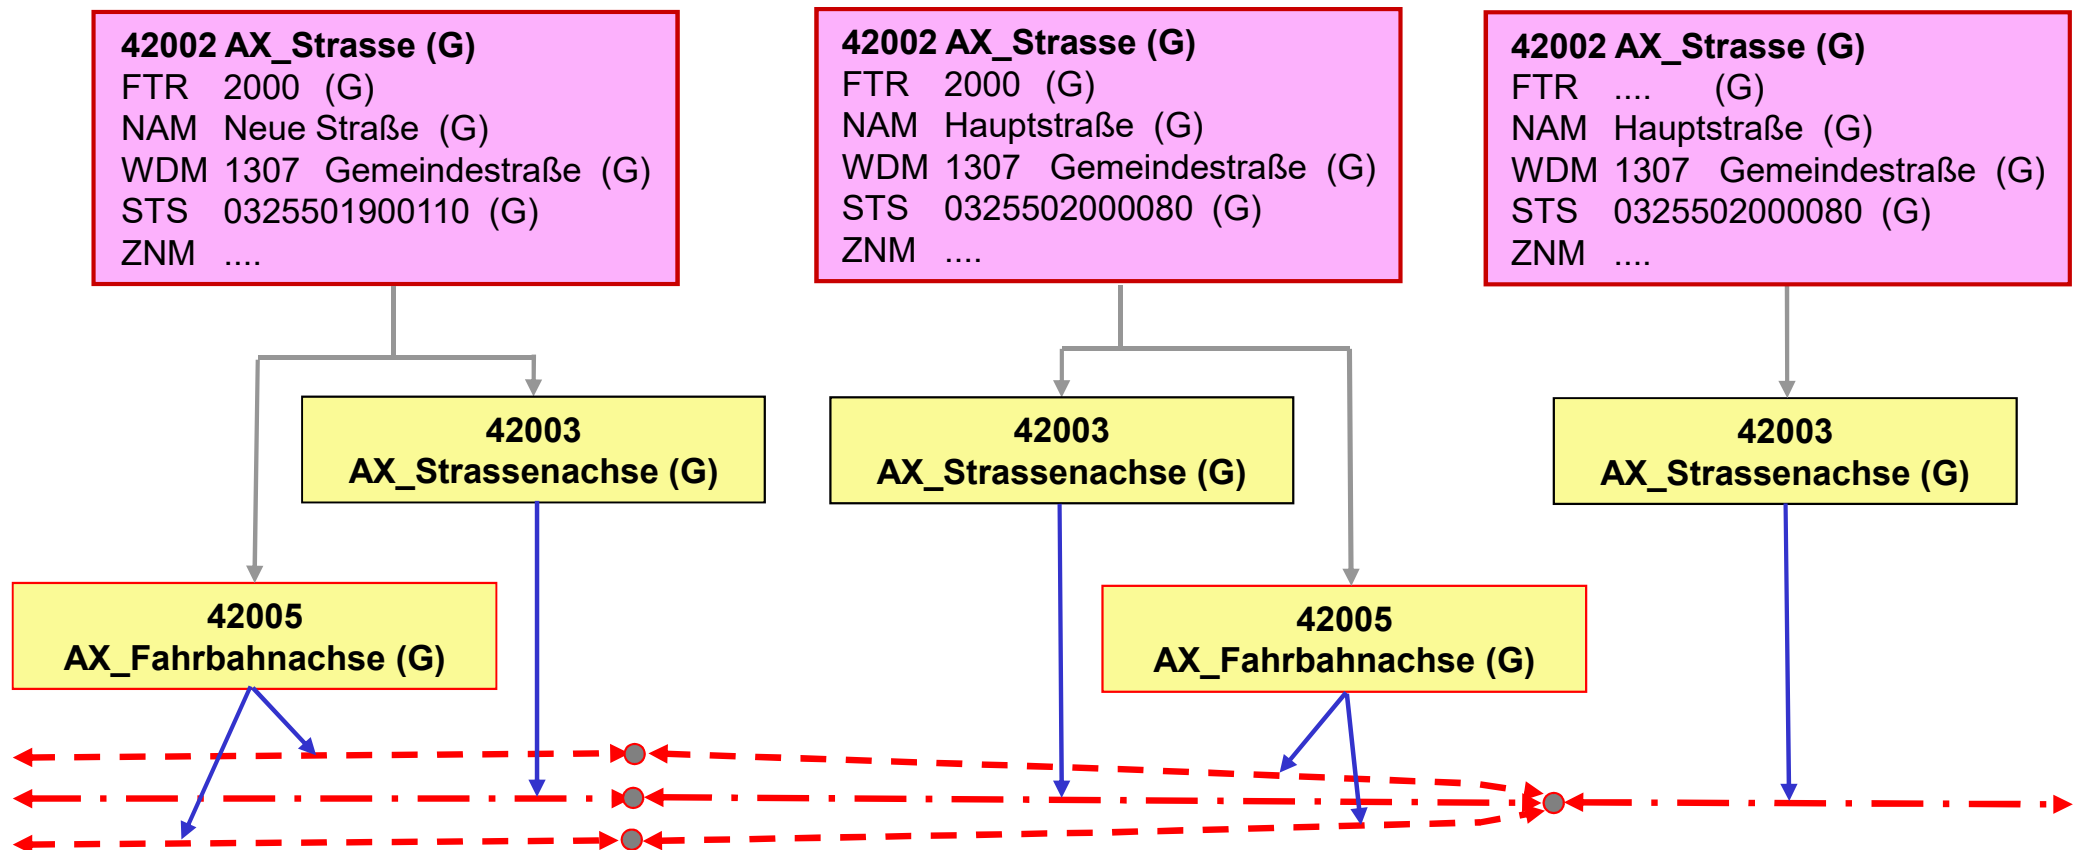 42002 AX_Strasse (G)
FTR 2000 (G)
NAM Neue Straße (G)
WDM 1307 Gemeindestraße (G)
STS 0325501900110 (G)
ZNM ....
42002 AX_Strasse (G)
FTR 2000 (G)
NAM Hauptstraße (G)
WDM 1307 Gemeindestraße (G)
STS 0325502000080 (G)
ZNM ....
42002 AX_Strasse (G)
FTR .... (G)
NAM Hauptstraße (G)
WDM 1307 Gemeindestraße (G)
STS 0325502000080 (G)
ZNM ....
42003
AX_Strassenachse (G)
42003
AX_Strassenachse (G)
42003
AX_Strassenachse (G)
42005
AX_Fahrbahnachse (G)
42005
AX_Fahrbahnachse (G)